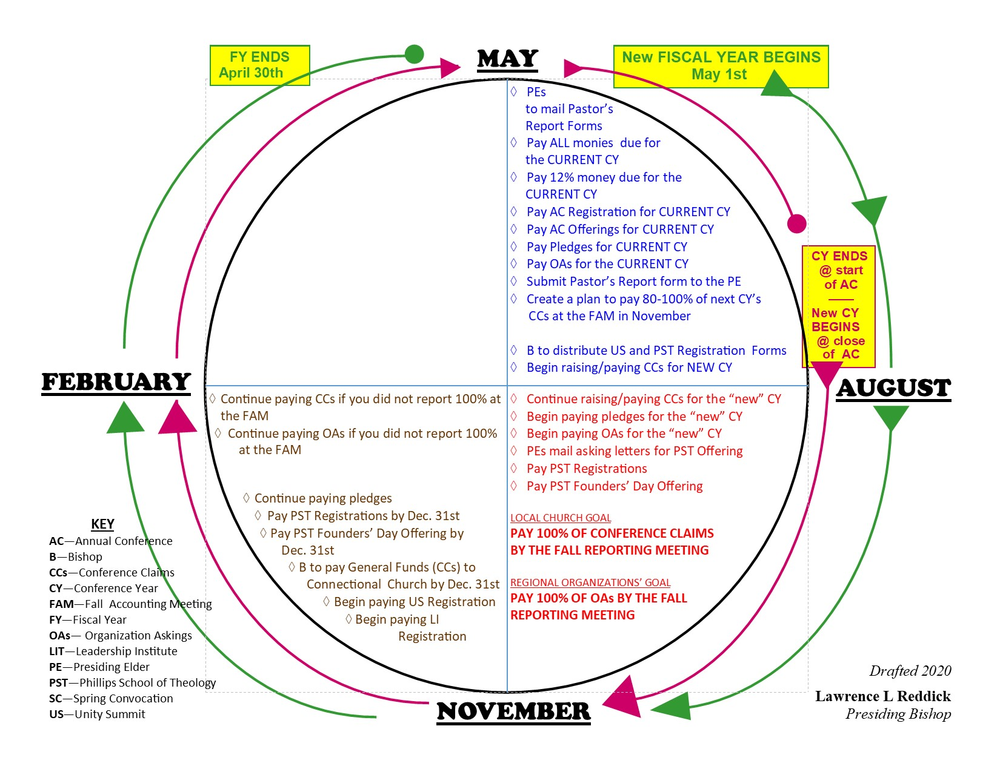 FY ENDS
April 30th
MAY
New FISCAL YEAR BEGINS
May 1st
◊ PEs
to mail Pastor’s
Report Forms
◊ Pay ALL monies due for
the CURRENT CY
◊ Pay 12% money due for the
CURRENT CY
◊ Pay AC Registration for CURRENT CY
◊ Pay AC Offerings for CURRENT CY
◊ Pay Pledges for CURRENT CY
◊ Pay OAs for the CURRENT CY
◊ Submit Pastor’s Report form to the PE
◊ Create a plan to pay 80-100% of next CY’s
CCs at the FAM in November
◊ B to distribute US and PST Registration Forms
◊ Begin raising/paying CCs for NEW CY
CY ENDS
@ start
of AC
New CY
BEGINS
@ close
of AC
FEBRUARY
AUGUST
◊ Continue paying CCs if you did not report 100% at
the FAM
◊ Continue paying OAs if you did not report 100%
at the FAM
◊ Continue paying pledges
◊ Pay PST Registrations by Dec. 31st
◊ Pay PST Founders’ Day Offering by
Dec. 31st
◊ B to pay General Funds (CCs) to
Connectional Church by Dec. 31st
◊ Begin paying US Registration
◊ Begin paying LI
Registration
◊ Continue raising/paying CCs for the “new” CY
◊ Begin paying pledges for the “new” CY
◊ Begin paying OAs for the “new” CY
◊ PEs mail asking letters for PST Offering
◊ Pay PST Registrations
◊ Pay PST Founders’ Day Offering
LOCAL CHURCH GOAL
PAY 100% OF CONFERENCE CLAIMS
BY THE FALL REPORTING MEETING
REGIONAL ORGANIZATIONS’ GOAL
PAY 100% OF OAs BY THE FALL
REPORTING MEETING
KEY
AC—Annual Conference
B—Bishop
CCs—Conference Claims
CY—Conference Year
FAM—Fall Accounting Meeting
FY—Fiscal Year
OAs— Organization Askings
LIT—Leadership Institute
PE—Presiding Elder
PST—Phillips School of Theology
SC—Spring Convocation
US—Unity Summit
NOVEMBER
Drafted 2020
Lawrence L Reddick
Presiding Bishop